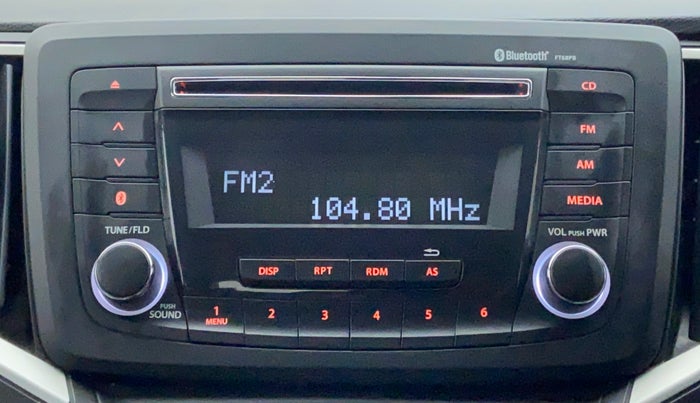 Bluetooth®
CD
FM
AM
MEDIA
FM2
104.80 MHz
TUNE/FLD
VOL PUSH PWR
DISP RPT RDM AS
PUSH
SOUND
1 2 3 4 5 6
MENU